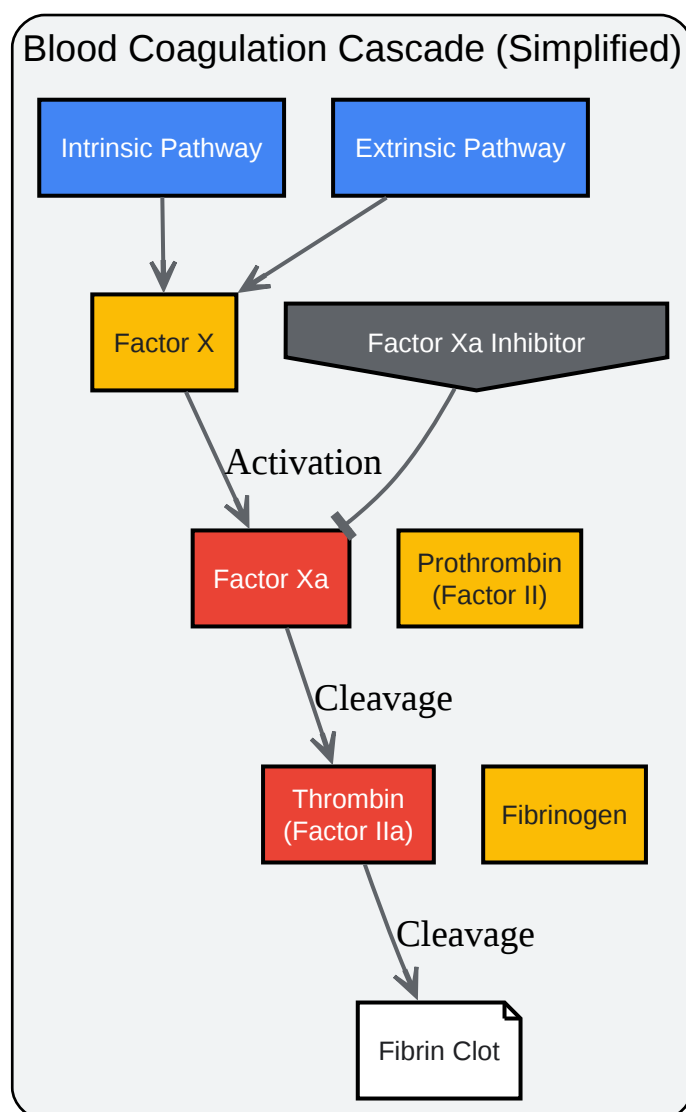 Blood Coagulation Cascade (Simplified)
Intrinsic Pathway
Extrinsic Pathway
Factor X
Factor Xa Inhibitor
Activation
Factor Xa
Prothrombin
(Factor II)
Cleavage
Thrombin
(Factor IIa)
Fibrinogen
Cleavage
Fibrin Clot